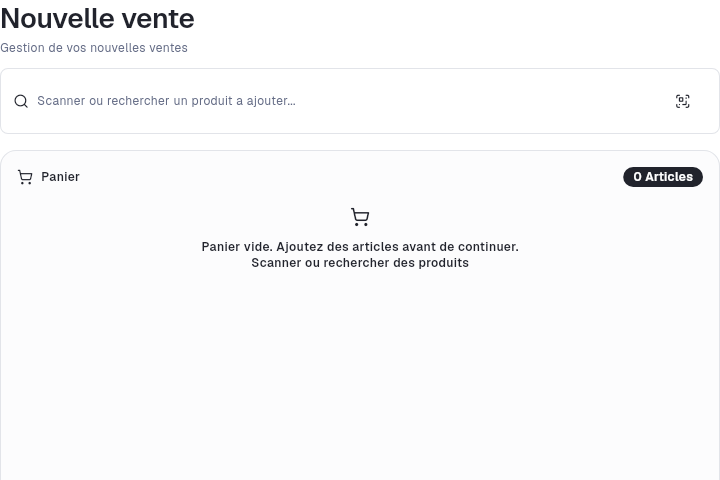 Nouvelle vente
Gestion de vos nouvelles ventes
Scanner ou rechercher un produit a ajouter...
Panier
0 Articles
Panier vide. Ajoutez des articles avant de continuer.
Scanner ou rechercher des produits